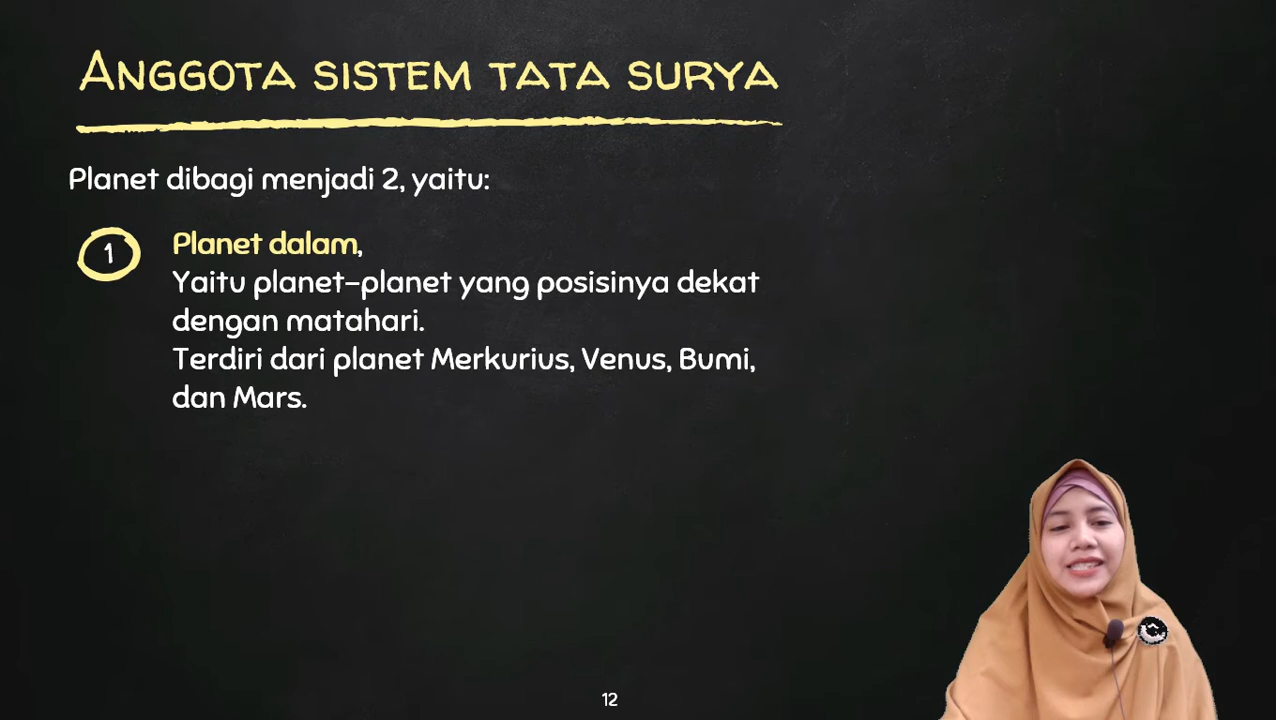 Anggota sistem tata surya
Planet dibagi menjadi 2, yaitu:
1
Planet dalam,
Yaitu planet-planet yang posisinya dekat
dengan matahari.
Terdiri dari planet Merkurius, Venus, Bumi,
dan Mars.
12